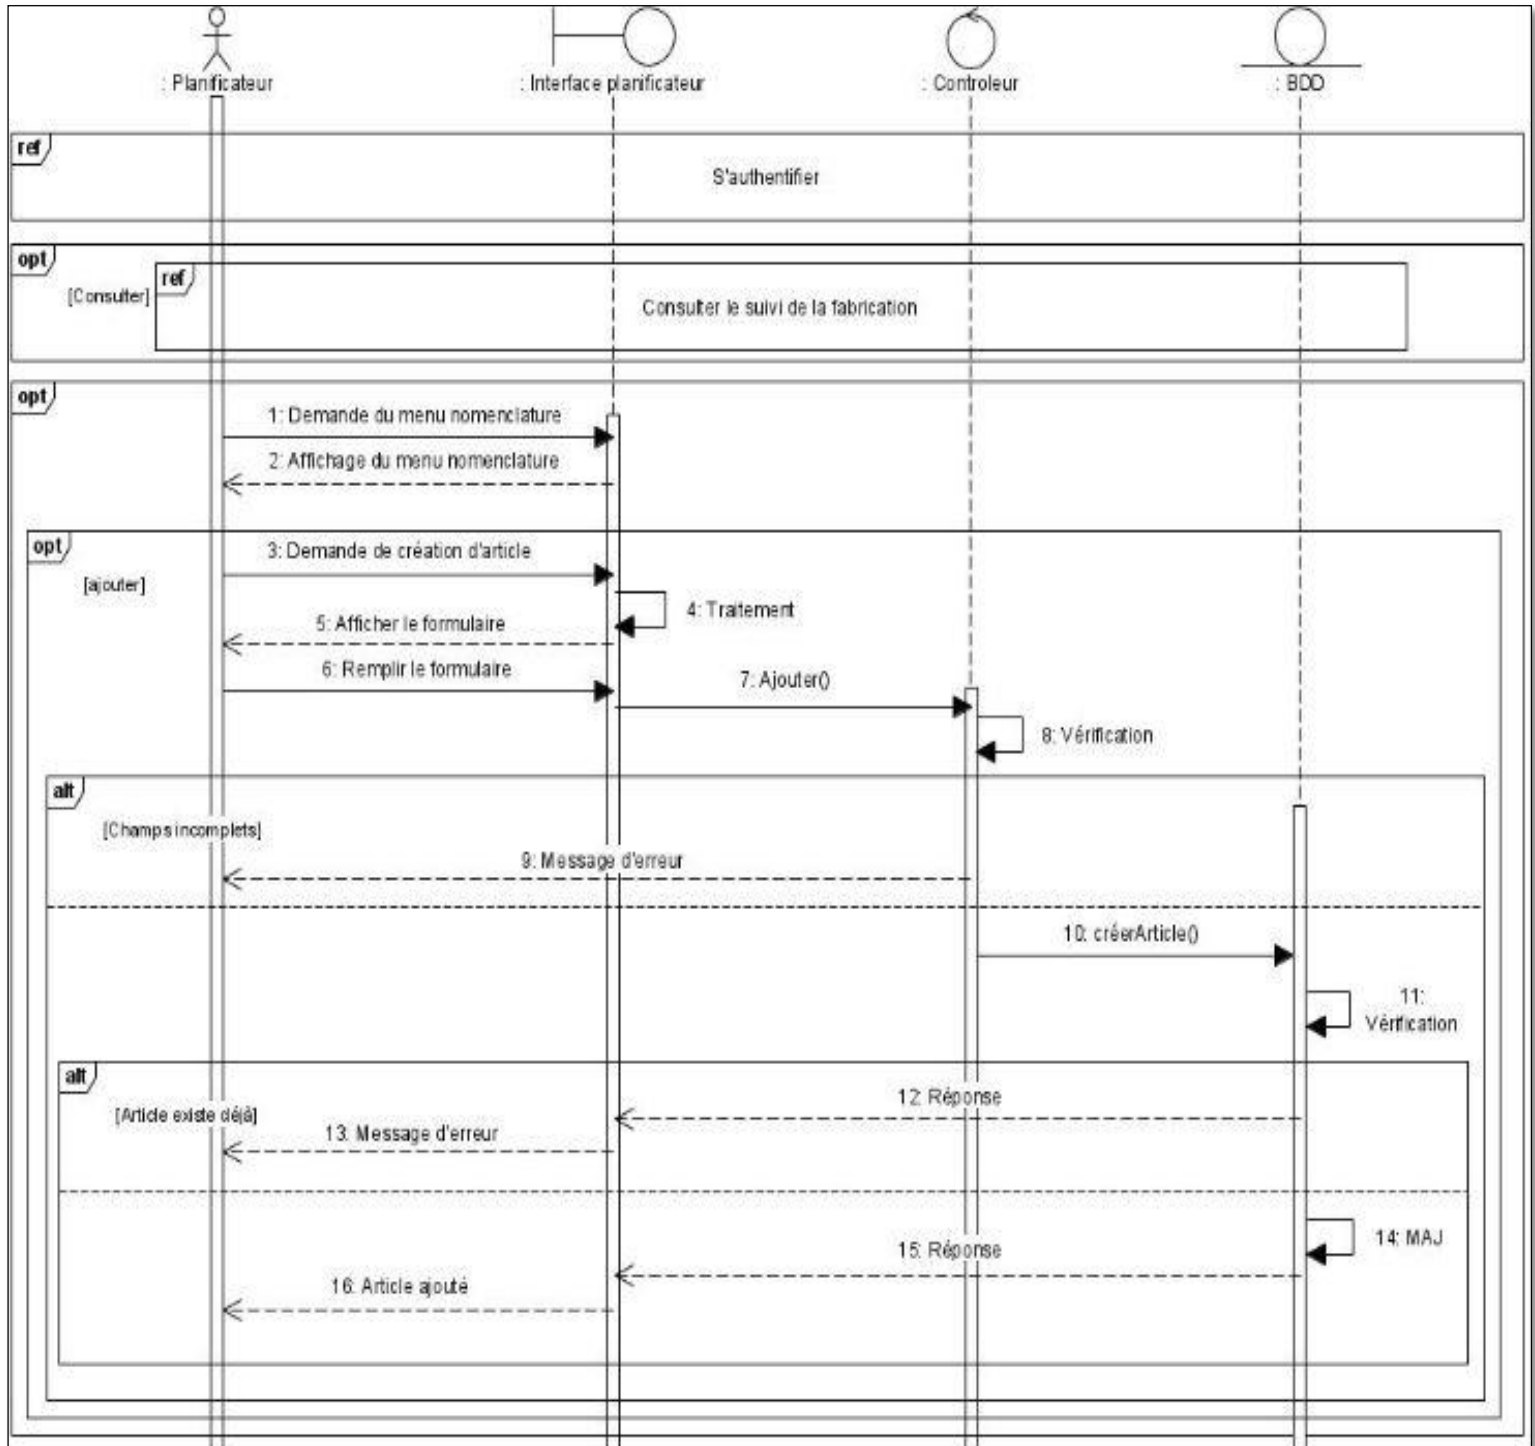 : Planificateur
: Interface planificateur
: Controleur
: BDD
ref
S'authentifier
opt
[Consulter]
ref
Consulter le suivi de la fabrication
opt
1: Demande du menu nomenclature
2: Affichage du menu nomenclature
opt
[ajouter]
3: Demande de création d'article
4: Traitement
5: Afficher le formulaire
6: Remplir le formulaire
7: Ajouter()
8: Vérification
alt
[Champs incomplets]
9: Message d'erreur
10: créerArticle()
11:
Vérification
alt
[Article existe déjà]
12: Réponse
13: Message d'erreur
14: MAJ
15: Réponse
16: Article ajouté